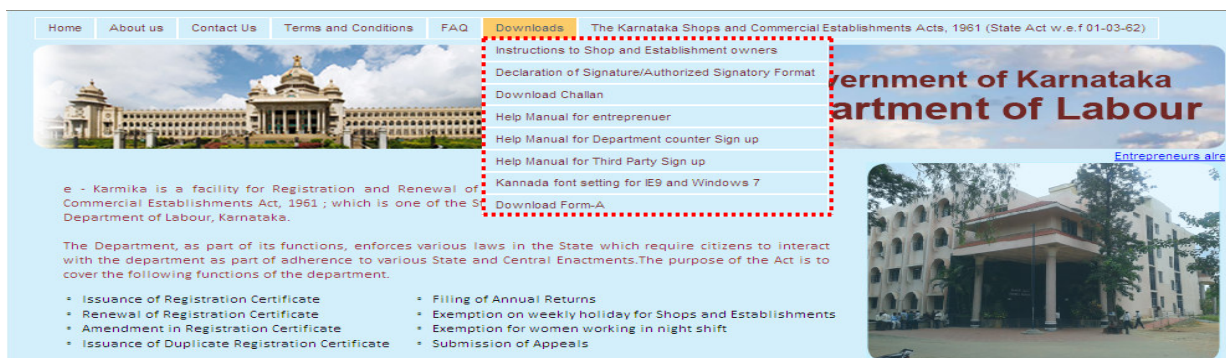 Home About us Contact Us Terms and Conditions FAQ Downloads The Karnataka Shops and Commercial Establishments Acts, 1961 (State Act w.e.f 01-03-62)
Instructions to Shop and Establishment owners
Declaration of Signature/Authorized Signatory Format
Download Challan
Help Manual for entreprenuer
Help Manual for Department counter Sign up
Help Manual for Third Party Sign up
Kannada font setting for IE9 and Windows 7
Download Form-A
vernment of Karnataka
artment of Labour
Entrepreneurs alre
e - Karmika is a facility for Registration and Renewal of
Commercial Establishments Act, 1961 ; which is one of the S
Department of Labour, Karnataka.
The Department, as part of its functions, enforces various laws in the State which require citizens to interact
with the department as part of adherence to various State and Central Enactments.The purpose of the Act is to
cover the following functions of the department.
Issuance of Registration Certificate
Renewal of Registration Certificate
Amendment in Registration Certificate
Issuance of Duplicate Registration Certificate
Filing of Annual Returns
Exemption on weekly holiday for Shops and Establishments
Exemption for women working in night shift
Submission of Appeals